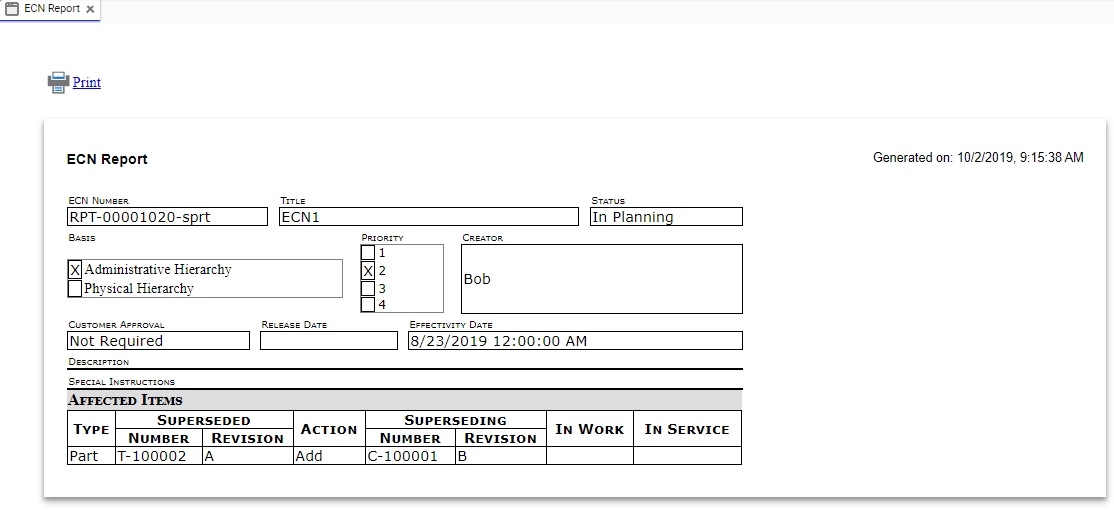 ECN Report
Print
ECN Report
Generated on: 10/2/2019, 9:15:38 AM
ECN Number Title Status
RPT-00001020-sprt ECN1 In Planning
Basis Priority Creator
X Administrative Hierarchy
Physical Hierarchy
1
X 2
3
4
Bob
Customer Approval Release Date Effectivity Date
Not Required 8/23/2019 12:00:00 AM
Description
Special Instructions
Affected Items
Type Superseded Action Superseding In Work In Service
Number Revision Number Revision
Part T-100002 A Add C-100001 B